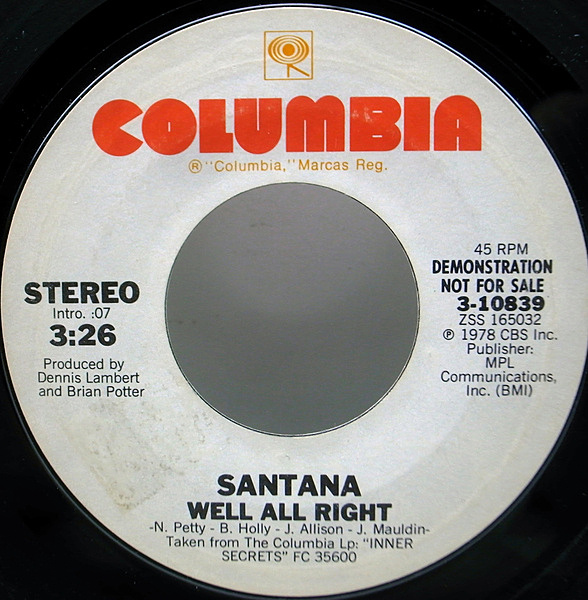 COLUMBIA
® "Columbia," Marcas Reg.
STEREO
Intro. :07
3:26
Produced by
Dennis Lambert
and Brian Potter
45 RPM
DEMONSTRATION
NOT FOR SALE
3-10839
ZSS 165032
℗ 1978 CBS Inc.
Publisher:
MPL
Communications,
Inc. (BMI)
SANTANA
WELL ALL RIGHT
-N. Petty - B. Holly - J. Allison - J. Mauldin-
Taken from The Columbia Lp: "INNER
SECRETS" FC 35600